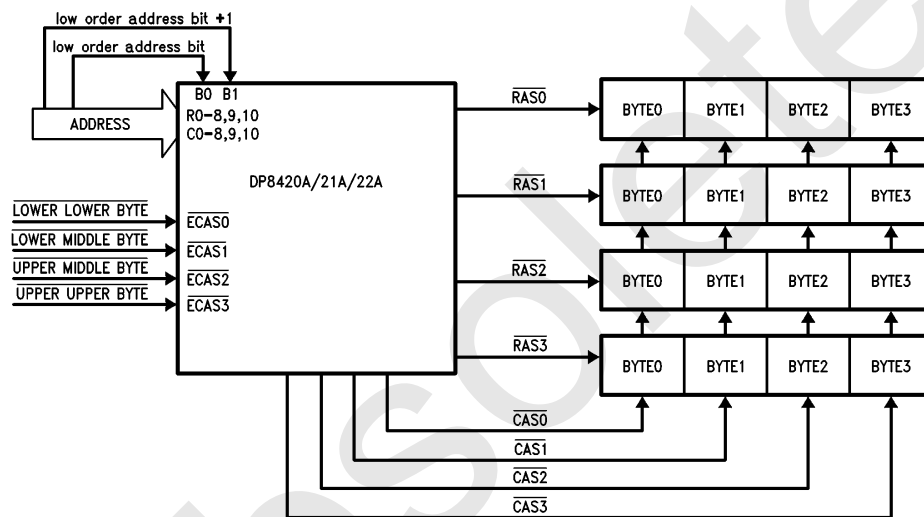 low order address bit +1
low order address bit
B0 B1
R0-8,9,10
C0-8,9,10
ADDRESS
DP8420A/21A/22A
LOWER LOWER BYTE
ECAS0
LOWER MIDDLE BYTE
ECAS1
UPPER MIDDLE BYTE
ECAS2
UPPER UPPER BYTE
ECAS3
RAS0
BYTE0 BYTE1 BYTE2 BYTE3
RAS1
BYTE0 BYTE1 BYTE2 BYTE3
RAS2
BYTE0 BYTE1 BYTE2 BYTE3
RAS3
BYTE0 BYTE1 BYTE2 BYTE3
CAS0
CAS1
CAS2
CAS3